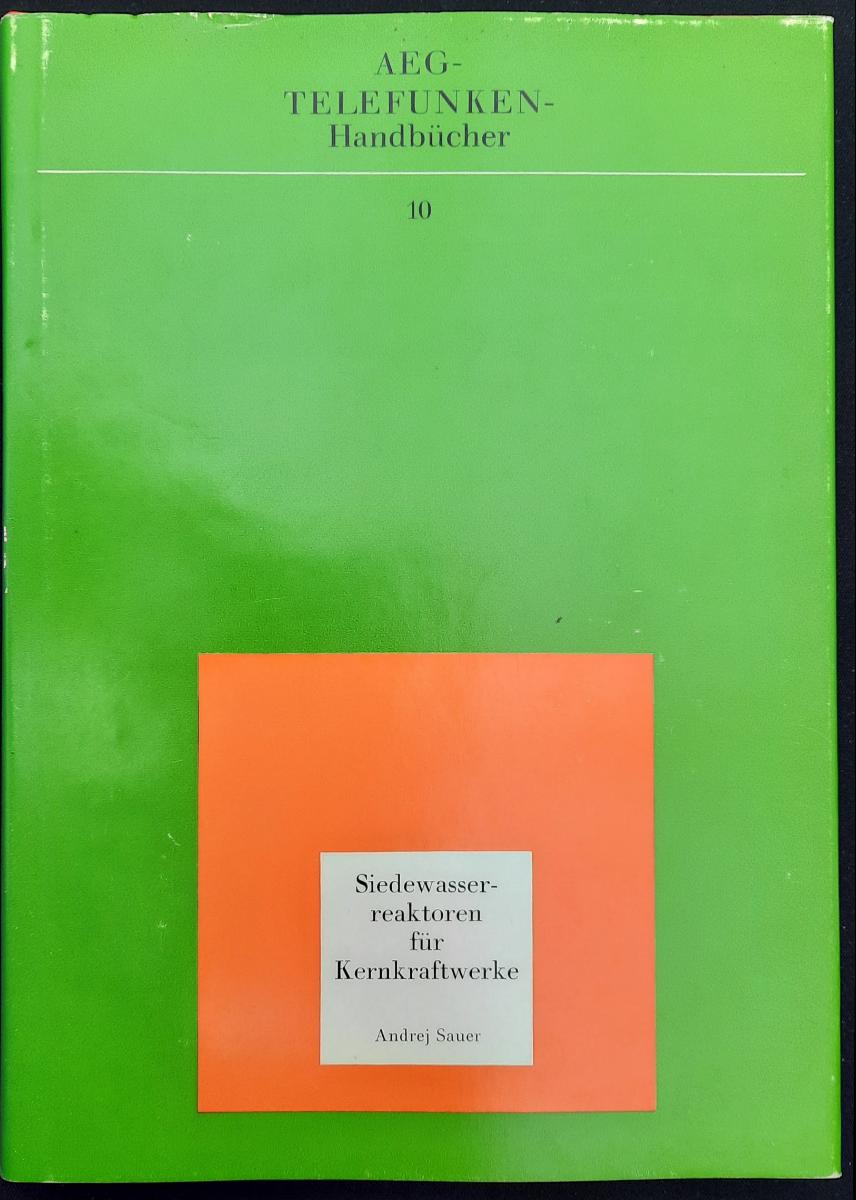 AEG-
TELEFUNKEN-
Handbücher
10
Siedewasser-
reaktoren
für
Kernkraftwerke
Andrej Sauer